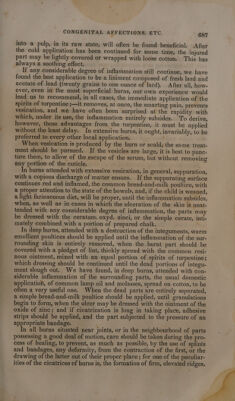 CONGENITAL AFFECTIONS, ETC. 687
into a pulp, in its raw state, will often be found beneficial. After
the cold application has been continued for some time, the injured
part may be lightly covered or wrapped with loose cotton. This has
always a soothing effect.
If any considerable degree of inflammation still continue, we have
found the best application to be a liniment composed of fresh lard and
acetate of lead (twenty grains to one ounce of lard). After all, how-
ever, even in the most superficial burns, our own experience would
lead us to recommend, in all cases, the immediate application of the
spirits of turpentine;—it removes, at once, the smarting pain, prevents
vesication, and we have often been surprised at the rapidity with
which, under its use, the inflammation entirely subsides. To derive,
however, these advantages from the turpentine, it must be applied
without the least delay. In extensive burns, it ought, invariably, to be
preferred to every other local application.
When vesication is produced by the burn or scald, the same treat-
ment should be pursued. If the vesicles are large, it is best to punc-
ture them, to allow of the escape of the serum, but without removing
any portion of the cuticle.
In burns attended with extensive vesication, in general, suppuration,
with a copious discharge of matter ensues. If the suppurating surface
continues red and inflamed, the common bread-and-milk poultice, with
a proper attention to the state of the bowels, and, if the child is weaned,
a light farinaceous diet, will be proper, until the inflammation subsides,
when, as well as in cases in which the ulceration of the skin is unat-
tended with any considerable degree of inflammation, the parts may
be dressed with the ceratum. oxyd. zinci, or the simple cerate, inti-
mately combined with a portion of prepared chalk.
In deep burns, attended with a destruction of the integuments, warm
emollient poultices should be applied until the inflammation of the sur-
rounding skin is entirely removed, when the burnt part should be
covered with a pledget of lint, thickly spread with the common resi-
nous ointment, mixed with an equal portion of spirits of turpentine;
which dressing should be continued until the dead portions of integu-
ment slough out. We have found, in deep burns, attended with con-
siderable inflammation of the surrounding parts, the usual domestic
application, of common lamp oil and molasses, spread on cotton, to be
often a very useful one. When the dead parts are entirely separated,
a simple bread-and-milk poultice should be applied, until granulations
begin to form, when the ulcer may be dressed with the ointment of the
oxide of zinc; and if cicatrization is long in taking place, adhesive
strips should be applied, and the part subjected to the pressure of an
appropriate bandage.
In all burns situated near joints, or in the neighbourhood of parts
possessing a good deal of motion, care should be taken during the pro-
cess of healing, to prevent, as much as possible, by the use of splints
and bandages, any deformity, from the contraction of the first, or the
drawing of the latter out of their proper place; for one of the peculiar-
ities of the cicatrices of burns is, the formation of firm, elevated ridges,